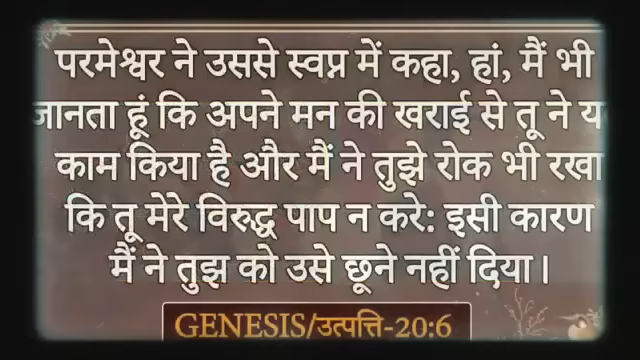 परमेश्वर ने उससे स्वप्न में कहा, हां, मैं भी
जानता हूं कि अपने मन की खराई से तू ने
काम किया है और मैं ने तुझे रोक भी रखा
कि तू मेरे विरुद्ध पाप न करे: इसी कारण
मैं ने तुझ को उसे छूने नहीं दिया।
GENESIS/उत्पत्ति-20:6